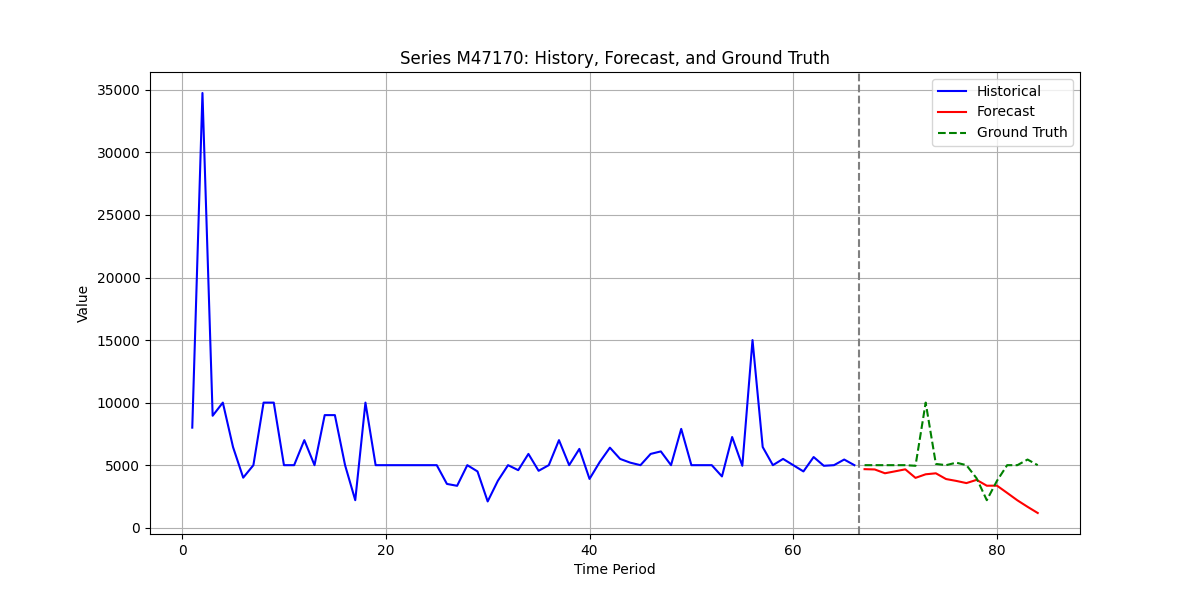 Series M47170: History, Forecast, and Ground Truth
35000
30000
25000
20000
15000
10000
5000
0
Value
Historical
Forecast
Ground Truth
0 20 40 60 80
Time Period